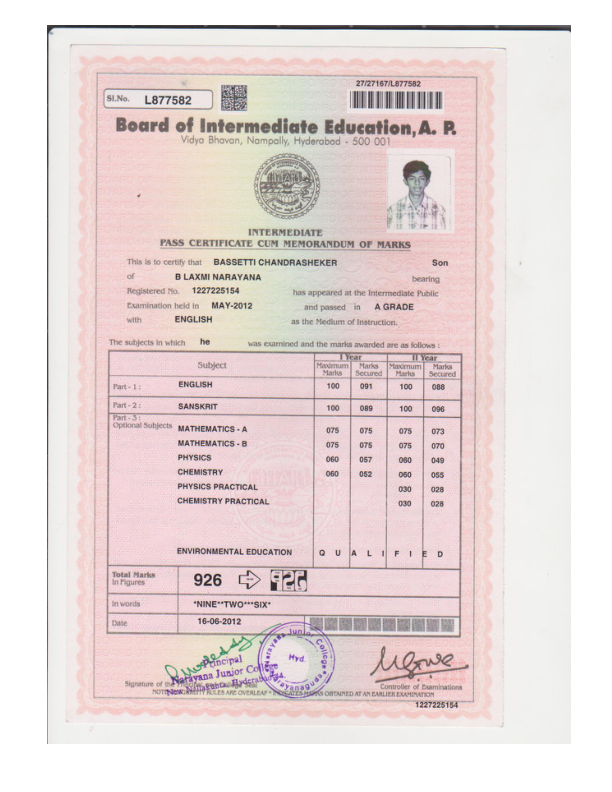 27/27167/L877582
Sl.No. L877582
Board of Intermediate Education, A. P.
Vidya Bhavan, Nampally, Hyderabad - 500 001
INTERMEDIATE
PASS CERTIFICATE CUM MEMORANDUM OF MARKS
This is to certify that BASSETTI CHANDRASHEKER Son
of B LAXMI NARAYANA bearing
Registered No. 1227225154 has appeared at the Intermediate Public
Examination held in MAY-2012 and passed in A GRADE
with ENGLISH as the Medium of Instruction.
The subjects in which he was examined and the marks awarded are as follows :
I Year II Year
Subject Maximum Marks Marks Secured Maximum Marks Marks Secured
Part - 1 : ENGLISH 100 091 100 088
Part - 2 : SANSKRIT 100 089 100 096
Part - 3 :
Optional Subjects MATHEMATICS - A 075 075 075 073
MATHEMATICS - B 075 075 075 070
PHYSICS 060 057 060 049
CHEMISTRY 060 052 060 055
PHYSICS PRACTICAL 030 028
CHEMISTRY PRACTICAL 030 028
ENVIRONMENTAL EDUCATION Q U A L I F I E D
Total Marks
In Figures 926 926
In words *NINE**TWO***SIX*
Date 16-06-2012
Principal
Narayana Junior College
Hyd.
Signature of the
Controller of Examinations
RULES ARE OVERLEAF * INDICATES MARKS OBTAINED AT AN EARLIER EXAMINATION
1227225154